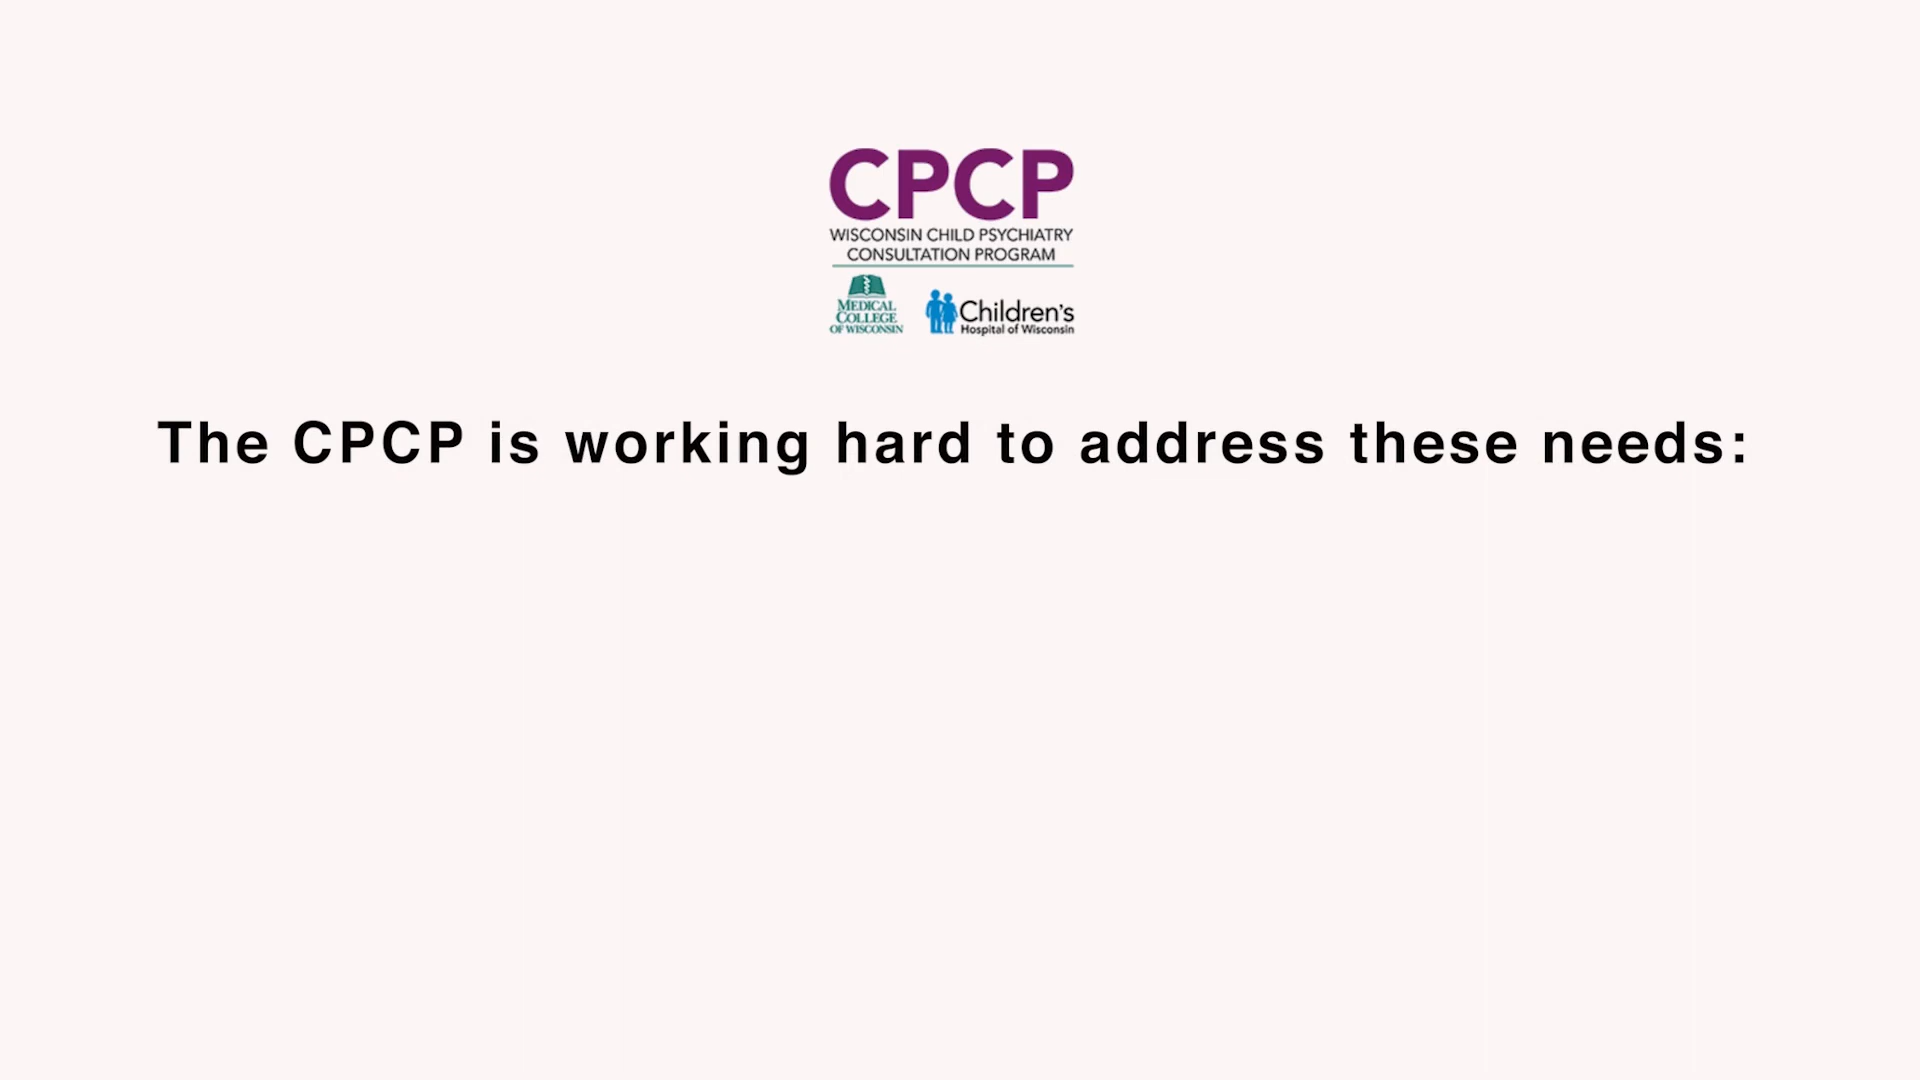 CPCP
WISCONSIN CHILD PSYCHIATRY
CONSULTATION PROGRAM
MEDICAL
COLLEGE
OF WISCONSIN
Children's
Hospital of Wisconsin
The CPCP is working hard to address these needs: